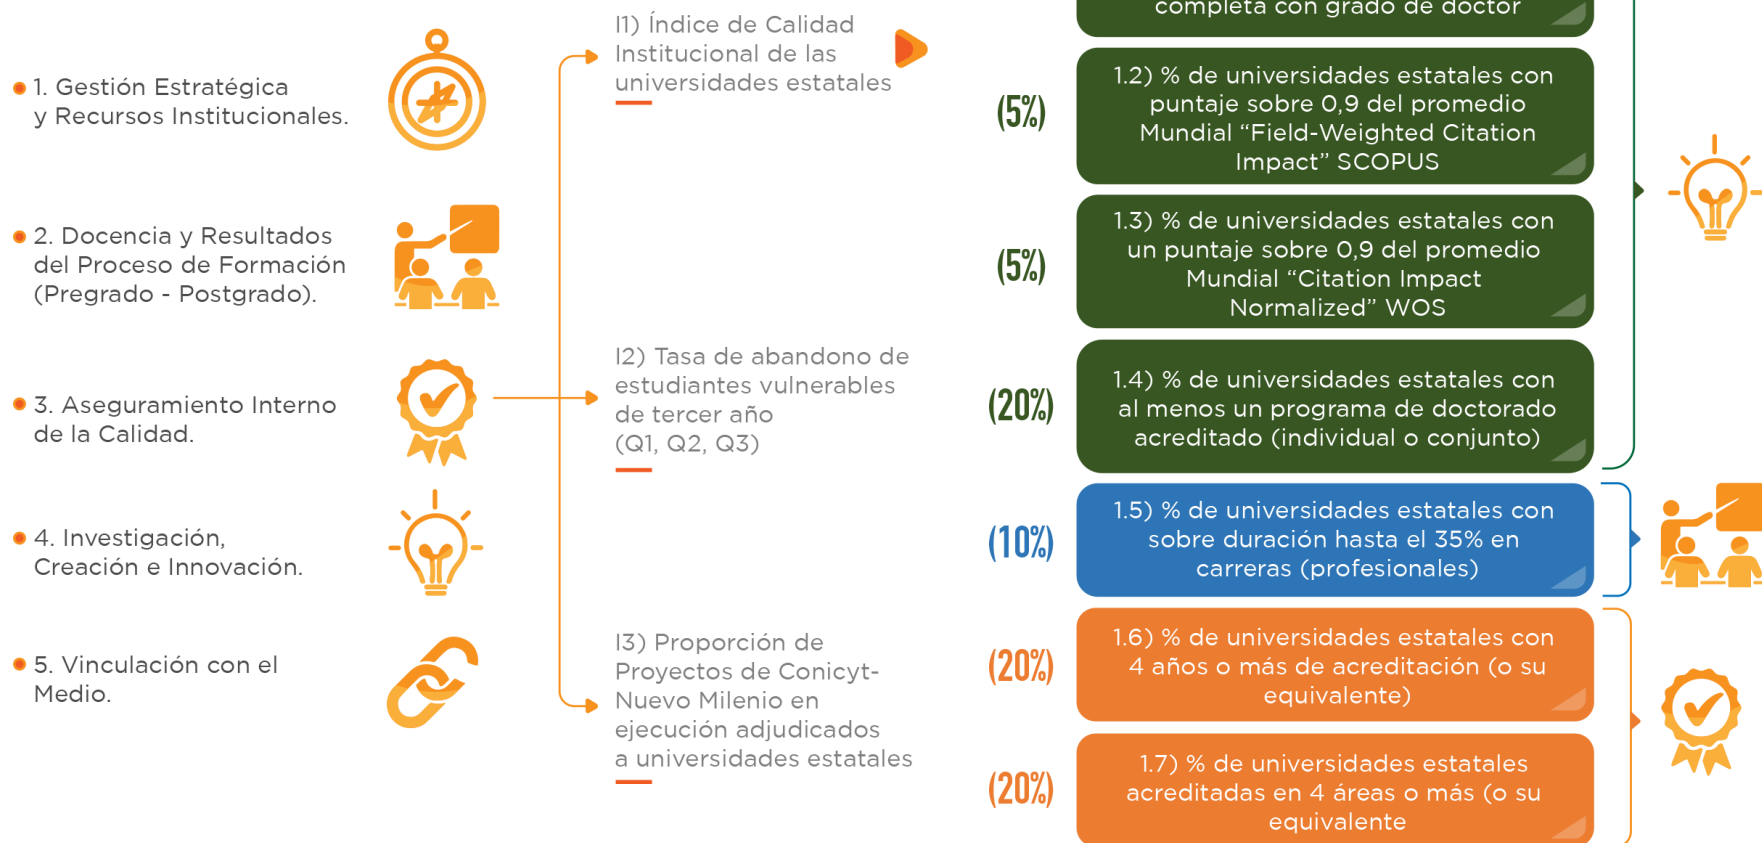 1. Gestión Estratégica
y Recursos Institucionales.
2. Docencia y Resultados
del Proceso de Formación
(Pregrado - Postgrado).
3. Aseguramiento Interno
de la Calidad.
4. Investigación,
Creación e Innovación.
5. Vinculación con el
Medio.
I1) Índice de Calidad
Institucional de las
universidades estatales
I2) Tasa de abandono de
estudiantes vulnerables
de tercer año
(Q1, Q2, Q3)
I3) Proporción de
Proyectos de Conicyt-
Nuevo Milenio en
ejecución adjudicados
a universidades estatales
completa con grado de doctor
(5%)
1.2) % de universidades estatales con
puntaje sobre 0,9 del promedio
Mundial “Field-Weighted Citation
Impact” SCOPUS
(5%)
1.3) % de universidades estatales con
un puntaje sobre 0,9 del promedio
Mundial “Citation Impact
Normalized” WOS
(20%)
1.4) % de universidades estatales con
al menos un programa de doctorado
acreditado (individual o conjunto)
(10%)
1.5) % de universidades estatales con
sobre duración hasta el 35% en
carreras (profesionales)
(20%)
1.6) % de universidades estatales con
4 años o más de acreditación (o su
equivalente)
(20%)
1.7) % de universidades estatales
acreditadas en 4 áreas o más (o su
equivalente